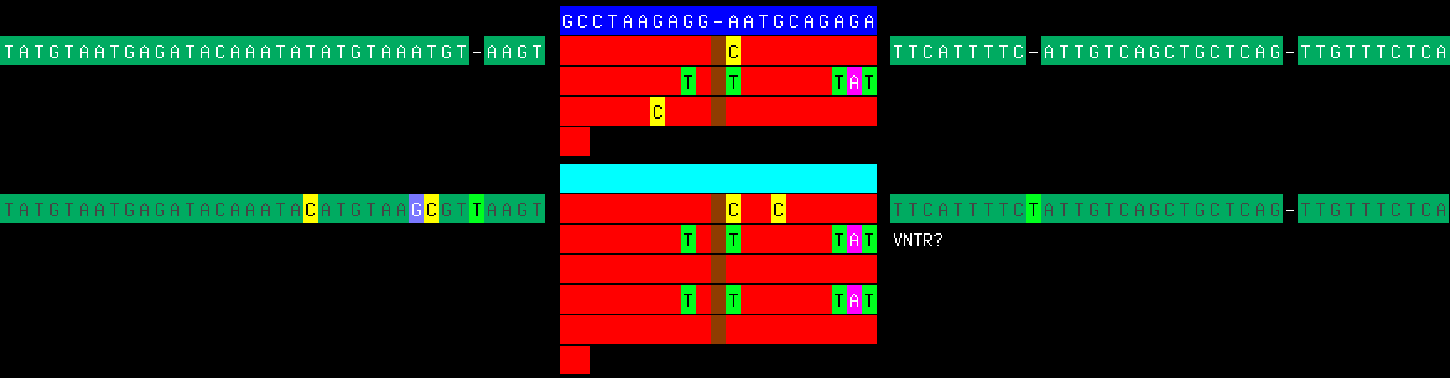 GCCTAAGAGG-AATGCAGAGA
TATGTAATGAGATACAAATATATGTAAATGT-AAGT C TTCATTTTC-ATTGTCAGCTGCTCAG-TTGTTTCTCA
T T TAT
C
TATGTAATGAGATACAAATACATGTAAGCGTTAAGT C C TTCATTTTCTATTGTCAGCTGCTCAG-TTGTTTCTCA
T T TAT VNTR?
T T TAT